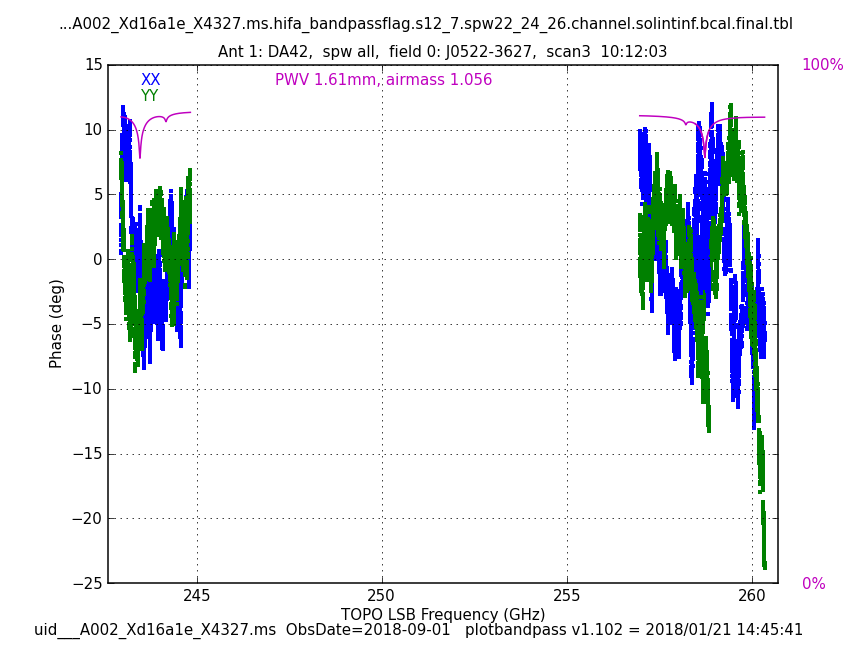 ...A002_Xd16a1e_X4327.ms.hifa_bandpassflag.s12_7.spw22_24_26.channel.solintinf.bcal.final.tbl
Ant 1: DA42,  spw all,  field 0: J0522-3627,  scan3  10:12:03
XX
YY
PWV 1.61mm, airmass 1.056
100%
0%
15
10
5
0
−5
−10
−15
−20
−25
Phase (deg)
245
250
255
260
TOPO LSB Frequency (GHz)
uid___A002_Xd16a1e_X4327.ms  ObsDate=2018-09-01   plotbandpass v1.102 = 2018/01/21 14:45:41